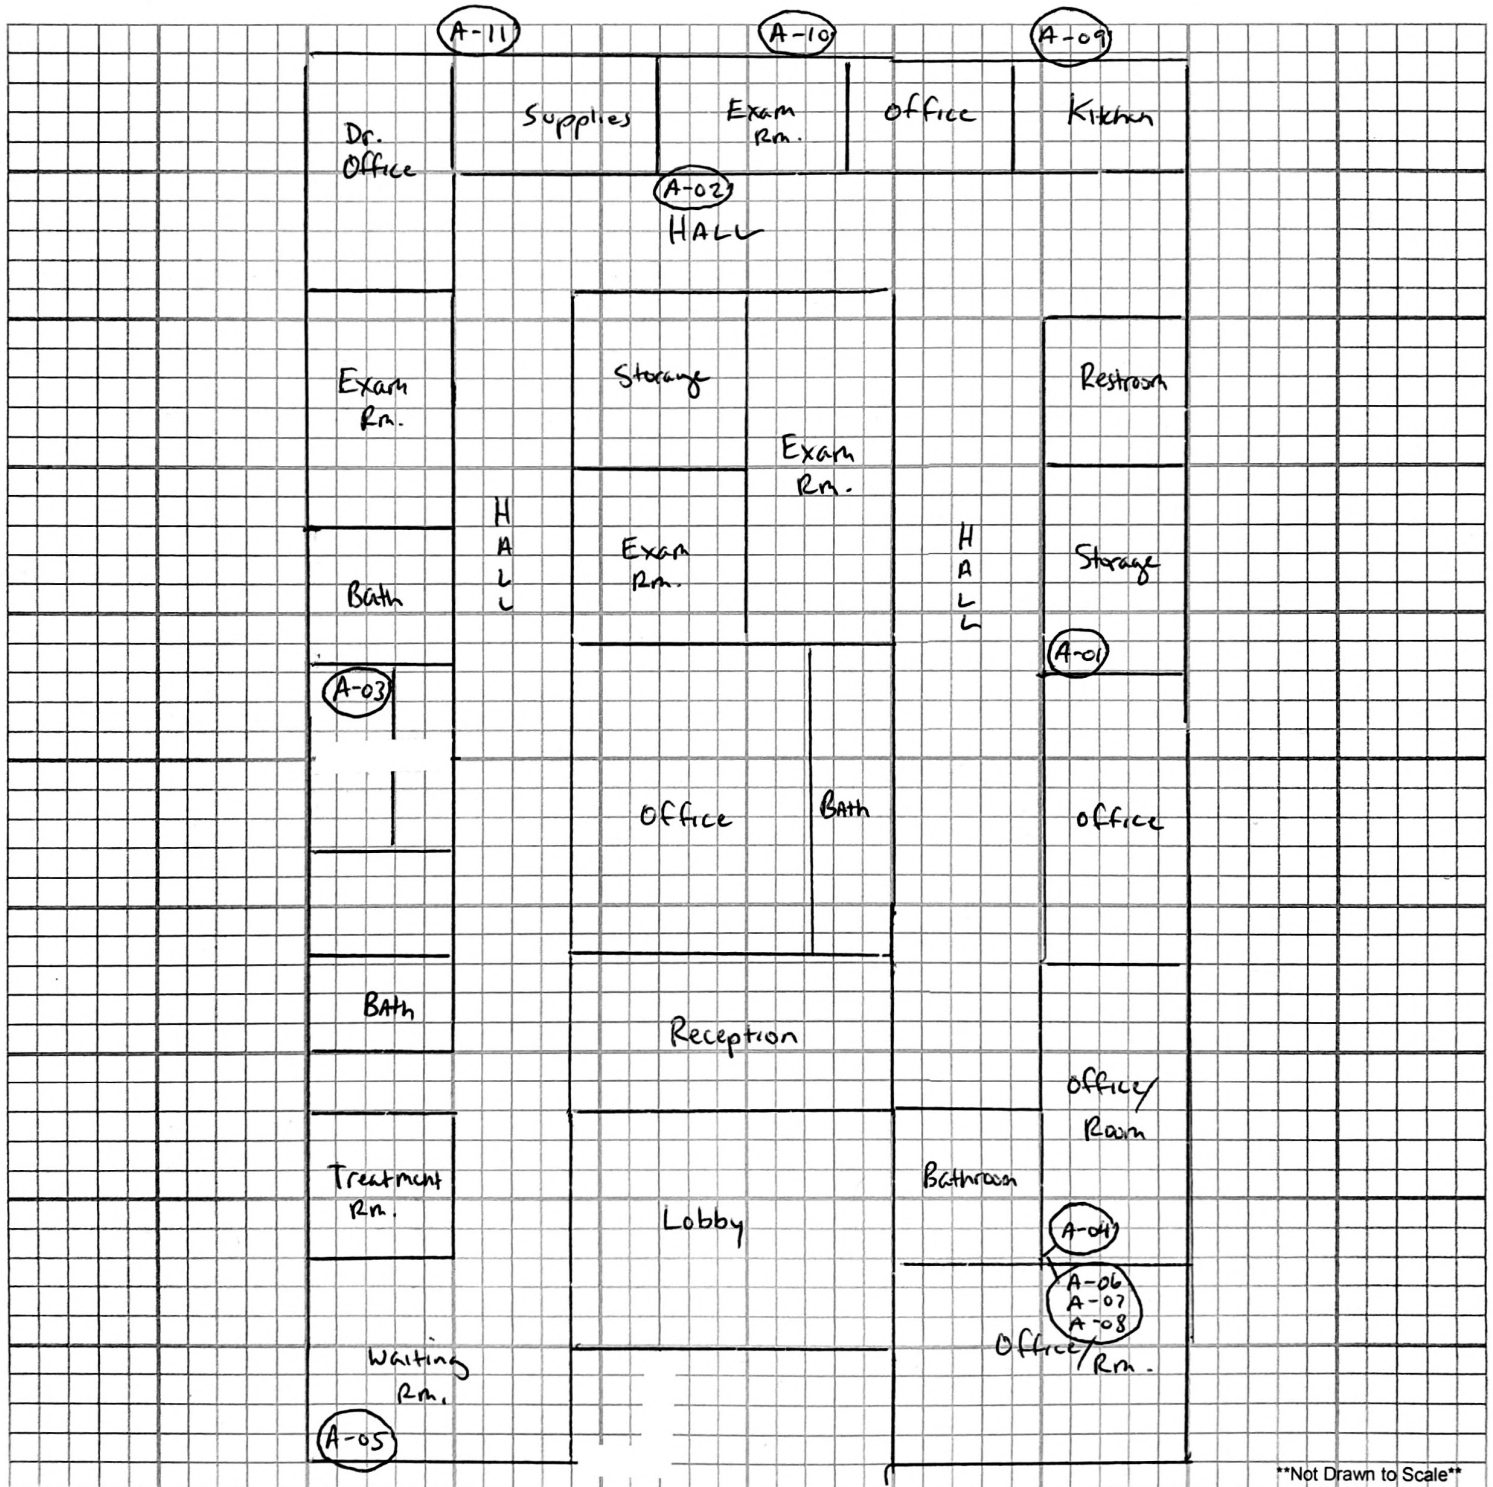 A-11
A-10
A-09
Dr.
Office
Supplies
Exam
Rm.
Office
Kitchen
A-02
HALL
Exam
Rm.
Storage
Exam
Rm.
Restroom
HALL
Exam
Rm.
HALL
Storage
Bath
A-01
A-03
Office
BAth
Office
BAth
Reception
Office/
Room
Treatment
Rm.
Lobby
Bathroom
A-04
A-06
A-07
A-08
Office/Rm.
Waiting
Rm.
A-05
**Not Drawn to Scale**